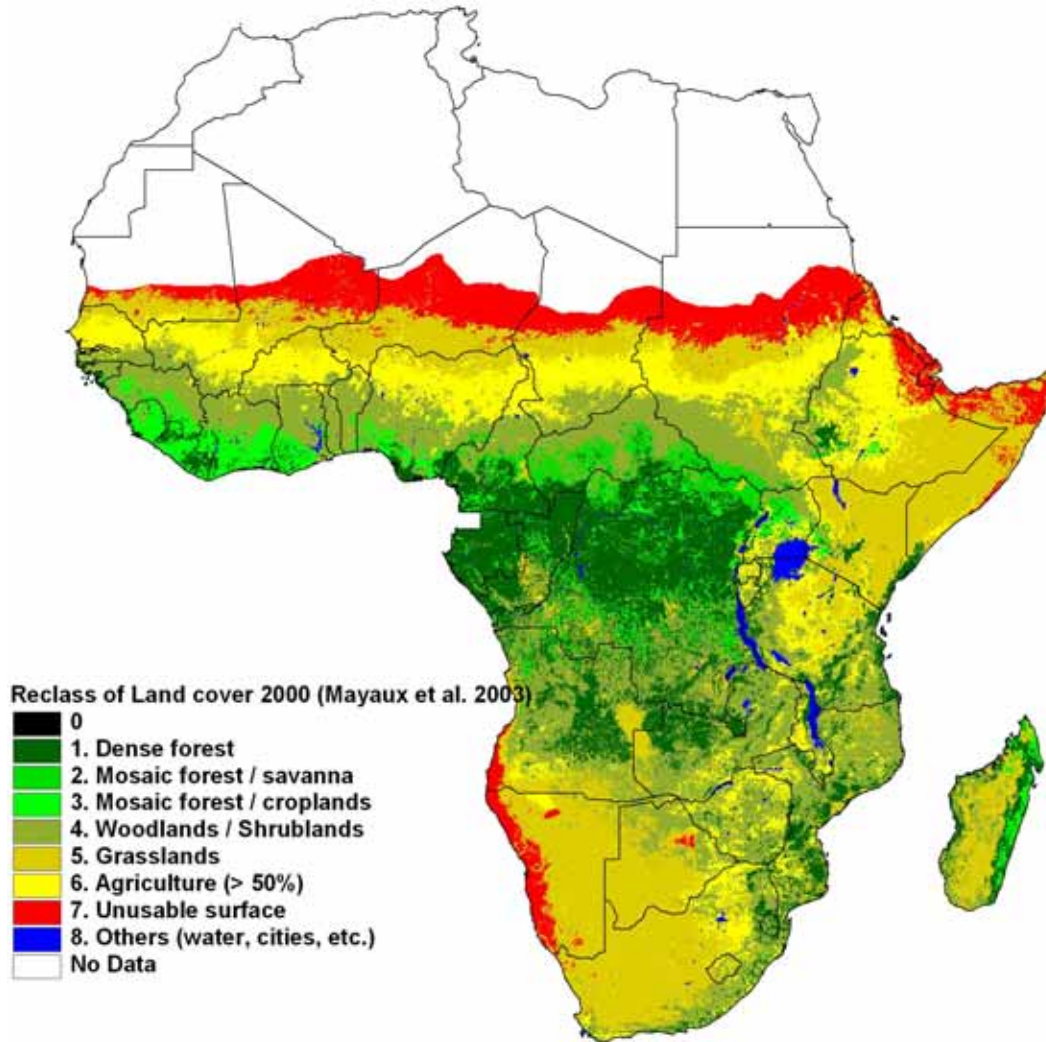 Reclass of Land cover 2000 (Mayaux et al. 2003)
0
1. Dense forest
2. Mosaic forest / savanna
3. Mosaic forest / croplands
4. Woodlands / Shrublands
5. Grasslands
6. Agriculture (> 50%)
7. Unusable surface
8. Others (water, cities, etc.)
No Data